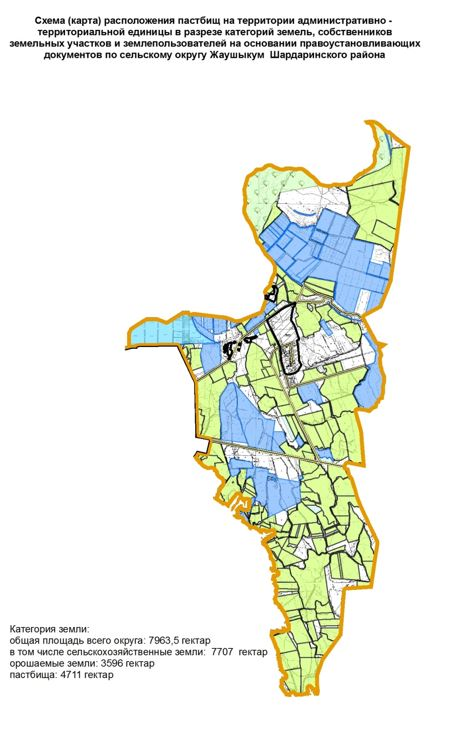 Схема (карта) расположения пастбищ на территории административно -
территориальной единицы в разрезе категорий земель, собственников
земельных участков и землепользователей на основании правоустановливающих
документов по сельскому округу Жаушыкум Шардаринского района
Категория земли:
общая площадь всего округа: 7963,5 гектар
в том числе сельскохозяйственные земли: 7707 гектар
орошаемые земли: 3596 гектар
пастбища: 4711 гектар